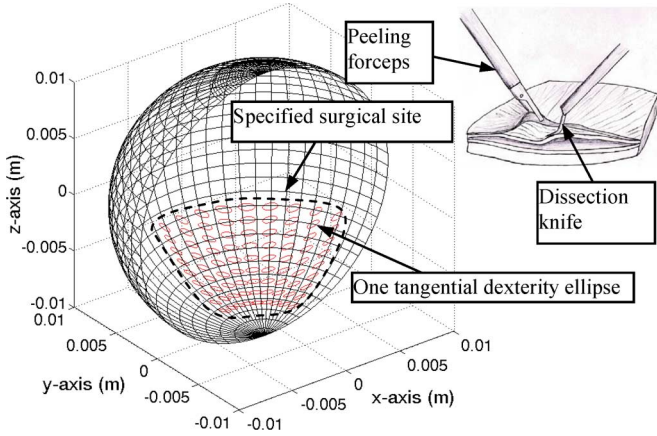 Peeling
forceps
Specified surgical site
Dissection
knife
One tangential dexterity ellipse
z-axis (m)
0.01
0.005
0
-0.005
-0.01
y-axis (m)
0.01
0.005
0
-0.005
-0.01
x-axis (m)
-0.01
-0.005
0
0.005
0.01